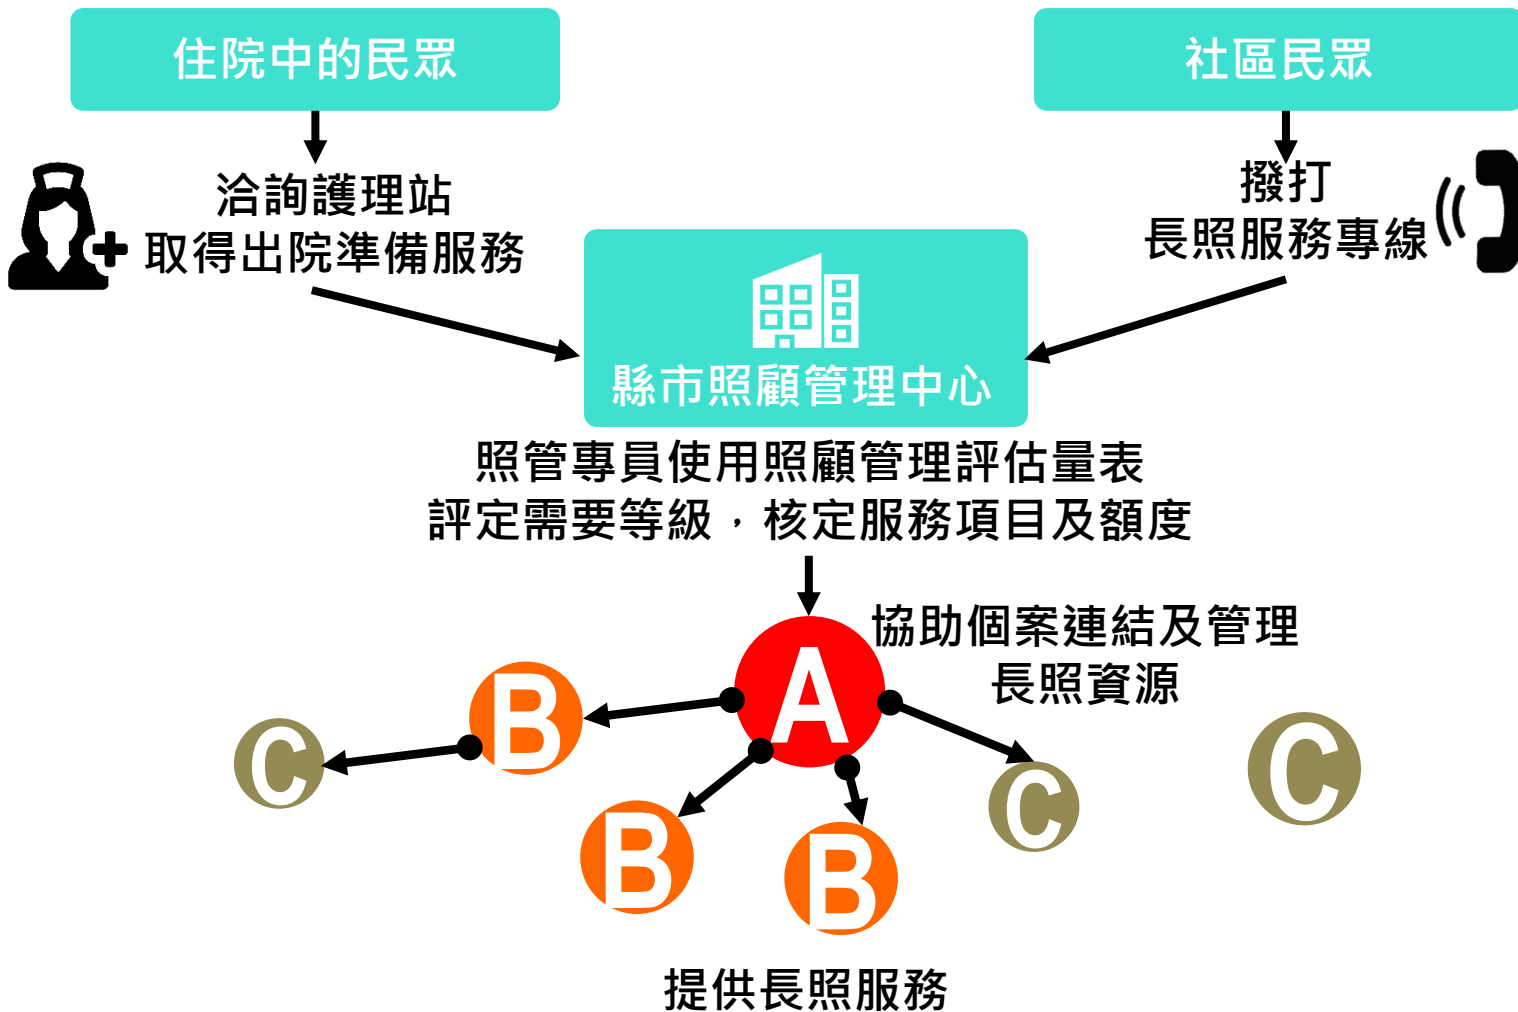 住院中的民眾
社區民眾
洽詢護理站
取得出院準備服務
撥打
長照服務專線
縣市照顧管理中心
照管專員使用照顧管理評估量表
評定需要等級，核定服務項目及額度
協助個案連結及管理
長照資源
A
B
C
B
B
C
C
提供長照服務